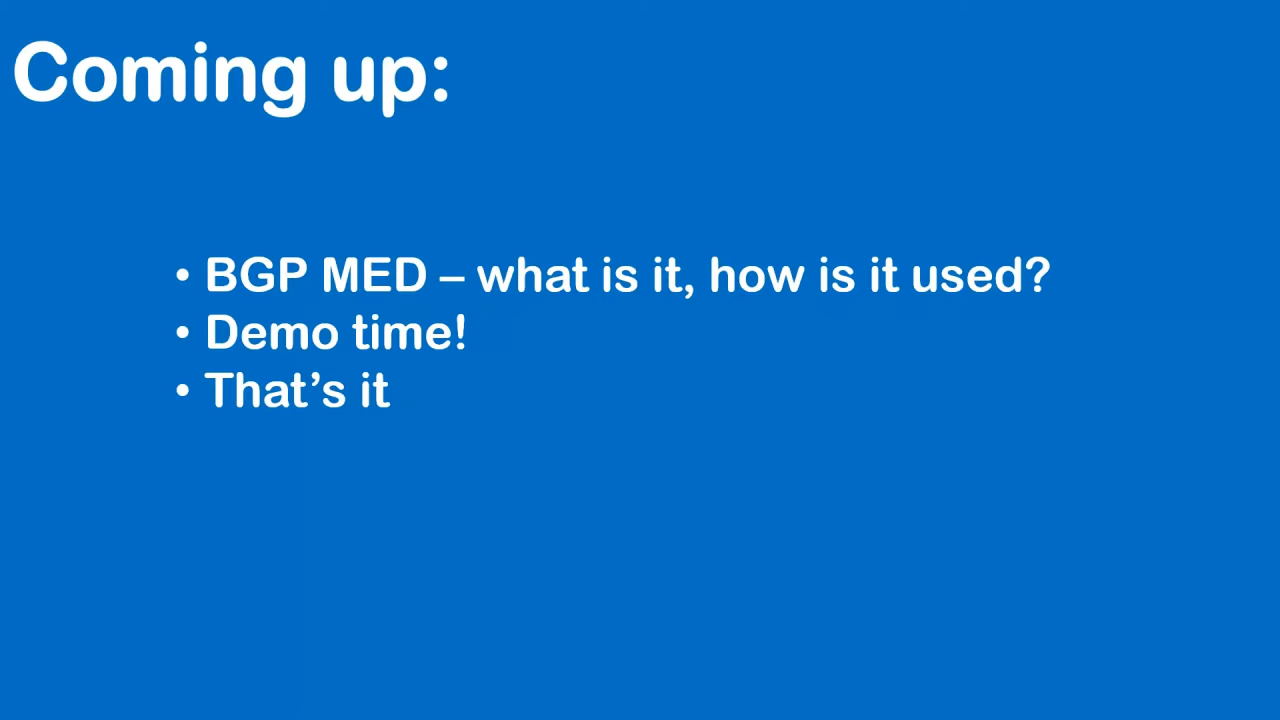 Coming up:
• BGP MED – what is it, how is it used?
• Demo time!
• That’s it